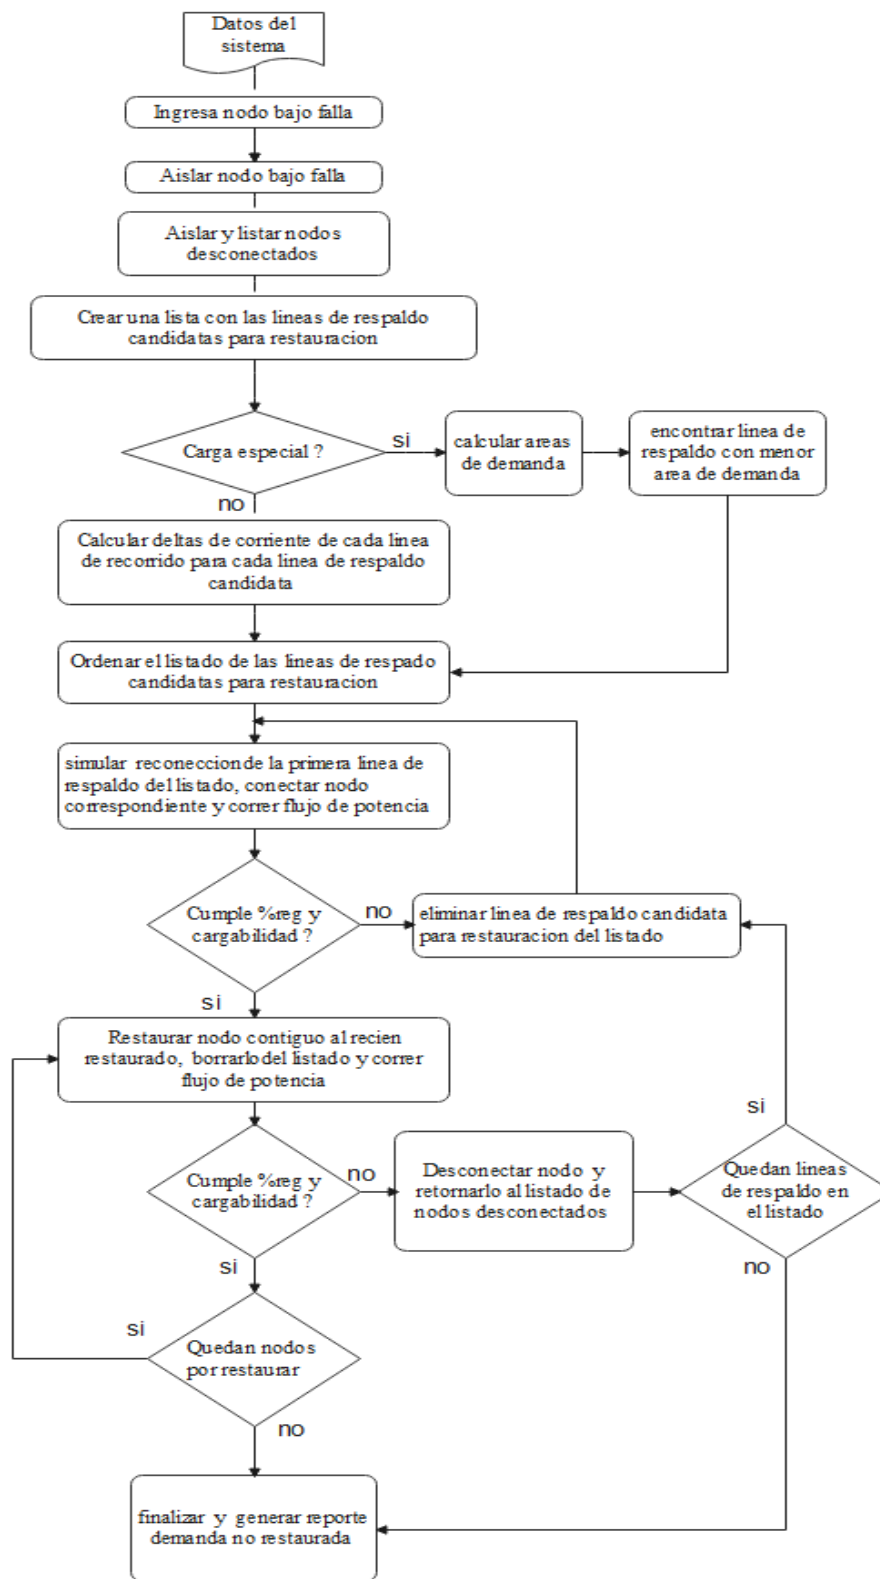 Datos del
sistema
Ingresa nodo bajo falla
Aislar nodo bajo falla
Aislar y listar nodos
desconectados
Crear una lista con las lineas de respaldo
candidatas para restauracion
Carga especial ?
si
calcular areas
de demanda
encontrar linea de
respaldo con menor
area de demanda
no
Calcular deltas de corriente de cada linea
de recorrido para cada linea de respaldo
candidata
Ordenar el listado de las lineas de respado
candidatas para restauracion
simular reconeccion de la primera linea de
respaldo del listado, conectar nodo
correspondiente y correr flujo de potencia
Cumple %reg y
cargabilidad ?
no
eliminar linea de respaldo candidata
para restauracion del listado
si
Restaurar nodo contiguo al recien
restaurado, borrarlo del listado y correr
flujo de potencia
si
Cumple %reg y
cargabilidad ?
no
Desconectar nodo y
retornarlo al listado de
nodos desconectados
Quedan lineas
de respaldo en
el listado
si
no
si
Quedan nodos
por restaurar
no
finalizar y generar reporte
demanda no restaurada